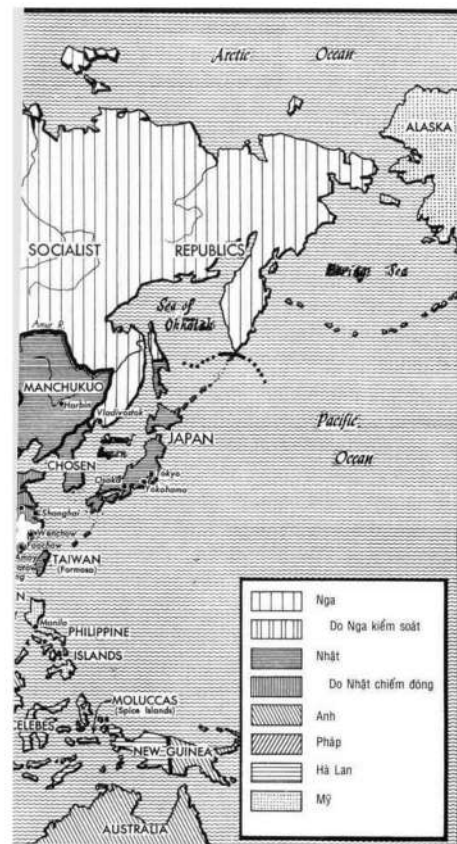 Arctic Ocean
ALASKA
SOCIALIST REPUBLICS
Bering Sea
Sea of
Okhotsk
Amur R.
MANCHUKUO
Harbin
Vladivostok
JAPAN
Pacific
Ocean
CHOSEN
Osaka
Tokyo
Yokohama
Shanghai
Wenchow
Foochow
TAIWAN
(Formosa)
Manila
PHILIPPINE
ISLANDS
MOLUCCAS
(Spice Islands)
NEW GUINEA
AUSTRALIA
Nga
Do Nga kiểm soát
Nhật
Do Nhật chiếm đóng
Anh
Pháp
Hà Lan
Mỹ